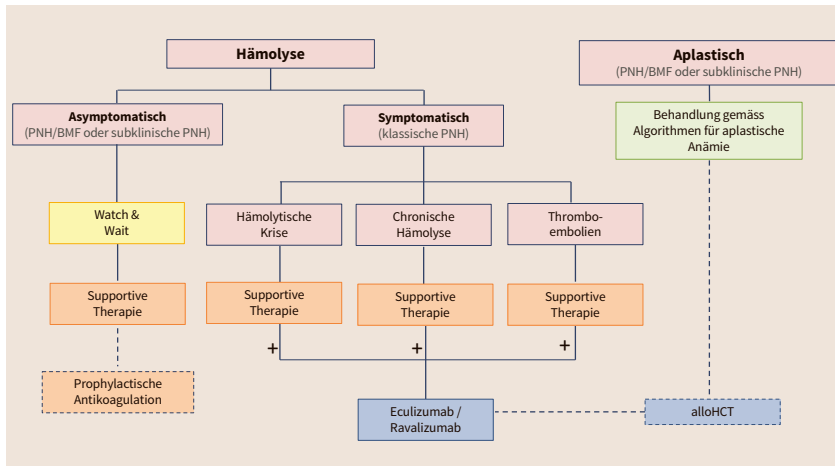 Hämolyse
Aplastisch
(PNH/BMF oder subklinische PNH)
Asymptomatisch
(PNH/BMF oder subklinische PNH)
Symptomatisch
(klassische PNH)
Behandlung gemäss
Algorithmen für aplastische
Anämie
Watch &
Wait
Hämolytische
Krise
Chronische
Hämolyse
Thrombo-
embolien
Supportive
Therapie
Supportive
Therapie
Supportive
Therapie
Supportive
Therapie
+
+
+
Prophylactische
Antikoagulation
Eculizumab /
Ravalizumab
alloHCT